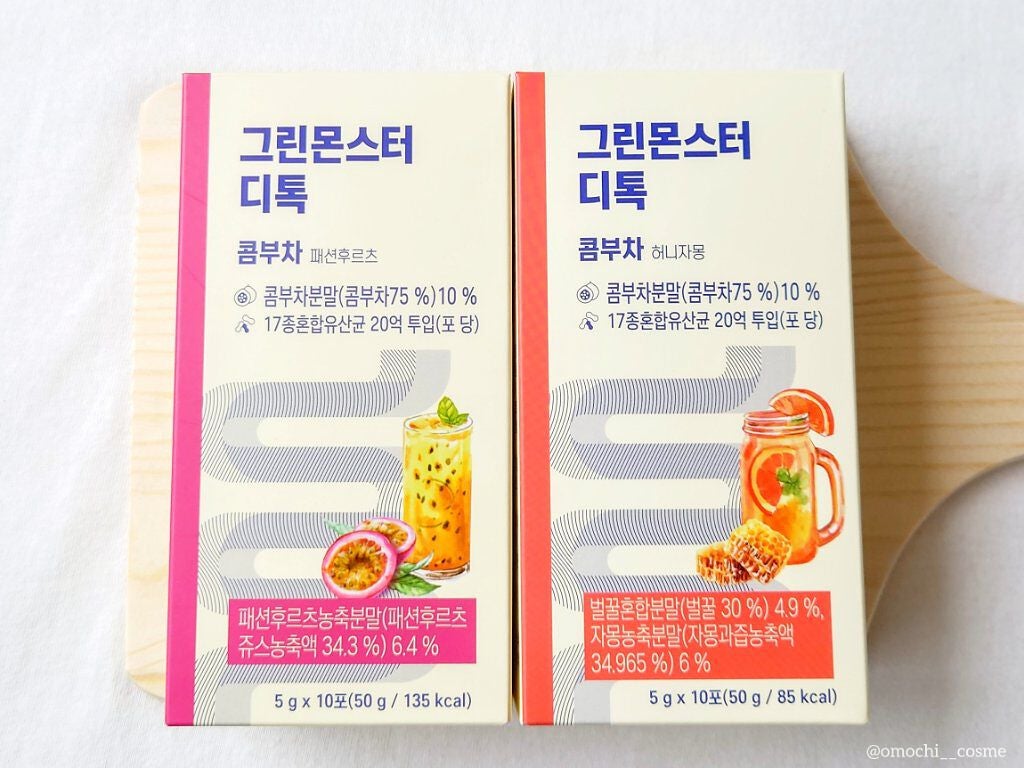 그린몬스터
디톡
콤부차 패션후르츠
콤부차분말(콤부차75 %)10 %
17종혼합유산균 20억 투입(포 당)
패션후르츠농축분말(패션후르츠
쥬스농축액 34.3 %) 6.4 %
5 g x 10포(50 g / 135 kcal)
그린몬스터
디톡
콤부차 허니자몽
콤부차분말(콤부차75 %)10 %
17종혼합유산균 20억 투입(포 당)
벌꿀혼합분말(벌꿀 30 %) 4.9 %,
자몽농축분말(자몽과즙농축액
34.965 %) 6 %
5 g x 10포(50 g / 85 kcal)
@omochi__cosme